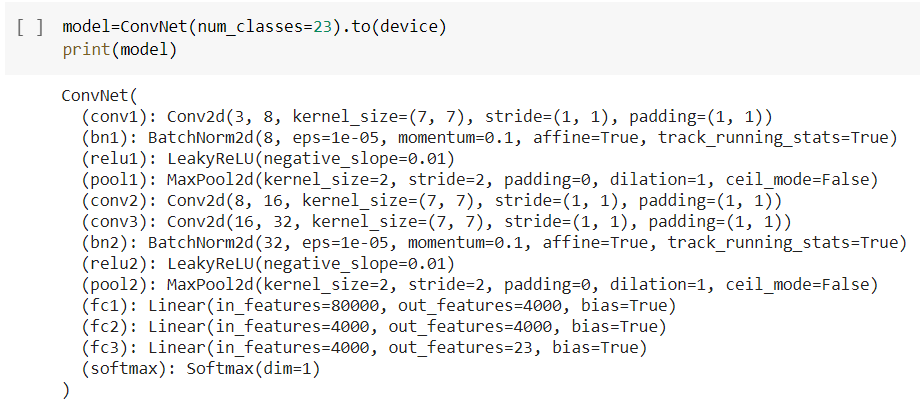 [ ] model=ConvNet(num_classes=23).to(device)
print(model)
ConvNet(
(conv1): Conv2d(3, 8, kernel_size=(7, 7), stride=(1, 1), padding=(1, 1))
(bn1): BatchNorm2d(8, eps=1e-05, momentum=0.1, affine=True, track_running_stats=True)
(relu1): LeakyReLU(negative_slope=0.01)
(pool1): MaxPool2d(kernel_size=2, stride=2, padding=0, dilation=1, ceil_mode=False)
(conv2): Conv2d(8, 16, kernel_size=(7, 7), stride=(1, 1), padding=(1, 1))
(conv3): Conv2d(16, 32, kernel_size=(7, 7), stride=(1, 1), padding=(1, 1))
(bn2): BatchNorm2d(32, eps=1e-05, momentum=0.1, affine=True, track_running_stats=True)
(relu2): LeakyReLU(negative_slope=0.01)
(pool2): MaxPool2d(kernel_size=2, stride=2, padding=0, dilation=1, ceil_mode=False)
(fc1): Linear(in_features=80000, out_features=4000, bias=True)
(fc2): Linear(in_features=4000, out_features=4000, bias=True)
(fc3): Linear(in_features=4000, out_features=23, bias=True)
(softmax): Softmax(dim=1)
)